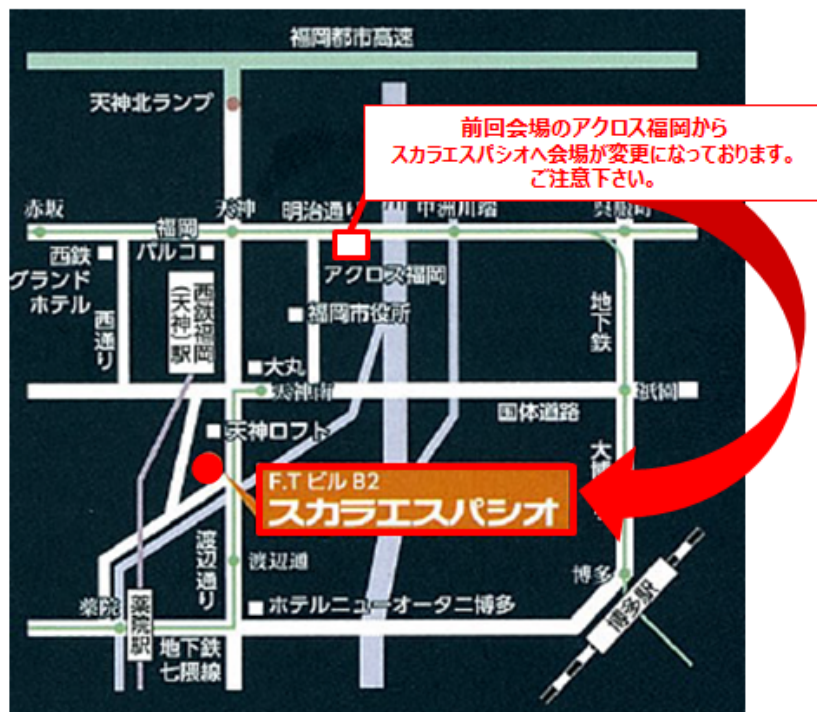 福岡都市高速
天神北ランプ
前回会場のアクロス福岡から
スカラエスパシオへ会場が変更になっております。
ご注意下さい。
赤坂
福岡
天神
明治通り
川
中洲川端
呉服町
西鉄
グランド
ホテル
パルコ
アクロス福岡
西通り
西鉄福岡
(天神)駅
福岡市役所
地下鉄
大丸
天神南
国体道路
祇園
天神ロフト
F.TビルB2
スカラエスパシオ
渡辺通り
渡辺通
博多
博多駅
薬院
薬院駅
ホテルニューオータニ博多
地下鉄
七隈線